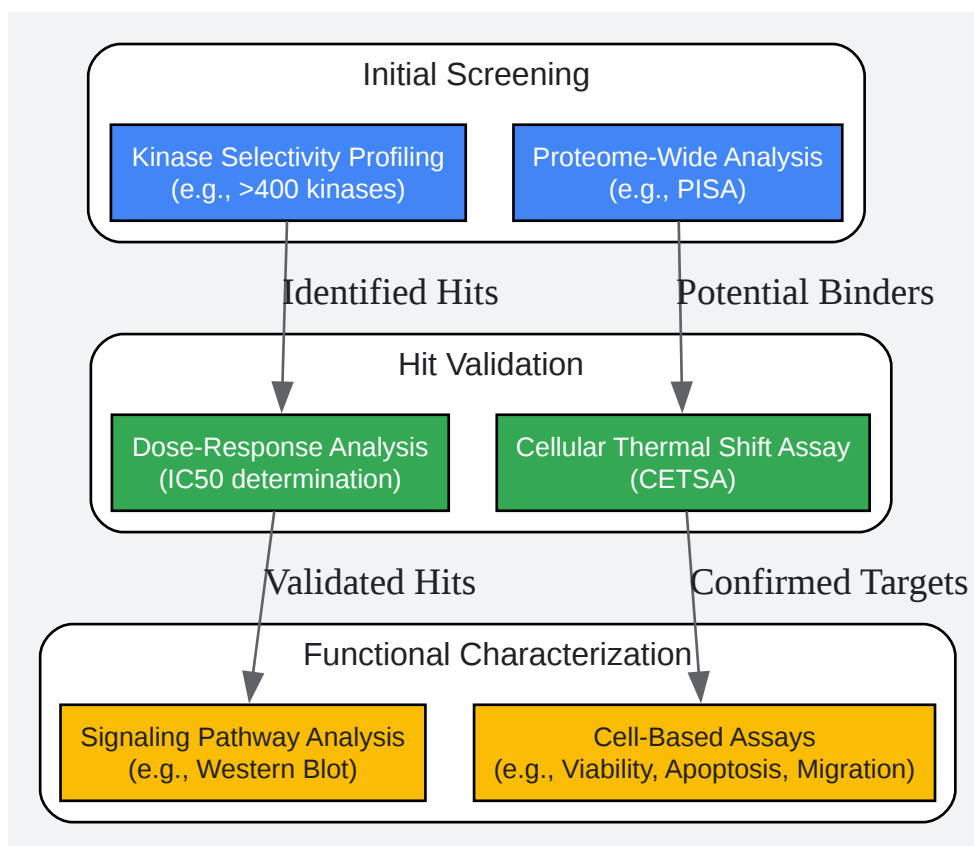 Initial Screening
Kinase Selectivity Profiling
(e.g., >400 kinases)
Proteome-Wide Analysis
(e.g., PISA)
Identified Hits
Potential Binders
Hit Validation
Dose-Response Analysis
(IC50 determination)
Cellular Thermal Shift Assay
(CETSA)
Validated Hits
Confirmed Targets
Functional Characterization
Signaling Pathway Analysis
(e.g., Western Blot)
Cell-Based Assays
(e.g., Viability, Apoptosis, Migration)